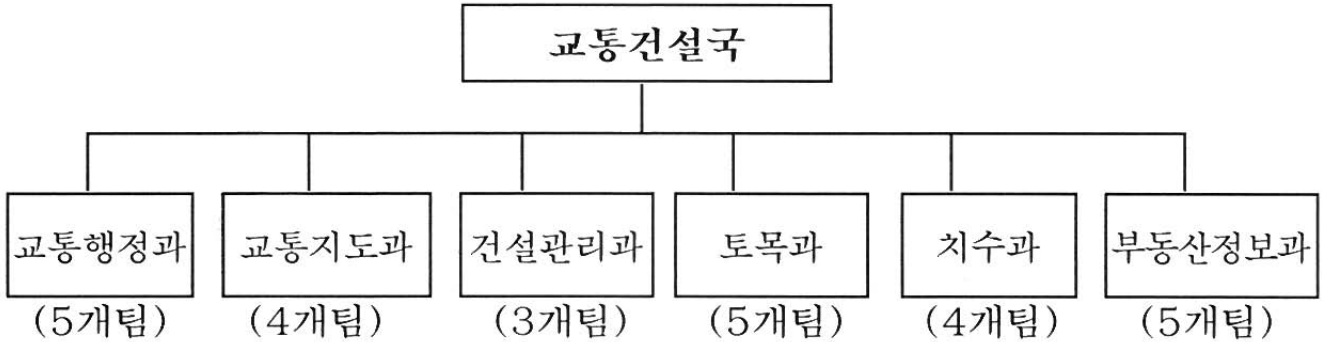 교통건설국
교통행정과 교통지도과 건설관리과 토목과 치수과 부동산정보과
(5개팀) (4개팀) (3개팀) (5개팀) (4개팀) (5개팀)